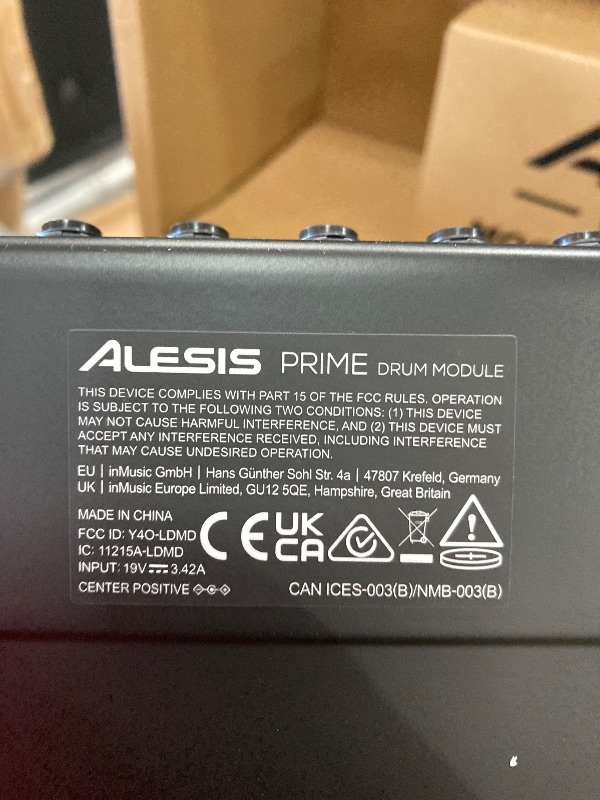 ALESIS PRIME DRUM MODULE
THIS DEVICE COMPLIES WITH PART 15 OF THE FCC RULES. OPERATION
IS SUBJECT TO THE FOLLOWING TWO CONDITIONS: (1) THIS DEVICE
MAY NOT CAUSE HARMFUL INTERFERENCE, AND (2) THIS DEVICE MUST
ACCEPT ANY INTERFERENCE RECEIVED, INCLUDING INTERFERENCE
THAT MAY CAUSE UNDESIRED OPERATION.
EU | inMusic GmbH | Hans Günther Sohl Str. 4a | 47807 Krefeld, Germany
UK | inMusic Europe Limited, GU12 5QE, Hampshire, Great Britain
MADE IN CHINA
FCC ID: Y4O-LDMD
IC: 11215A-LDMD
INPUT: 19V 3.42A
CENTER POSITIVE
CE
UK
CA
CAN ICES-003(B)/NMB-003(B)